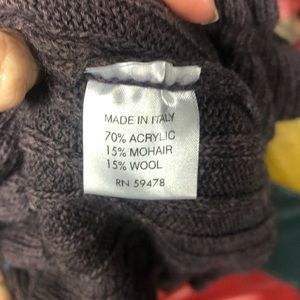 MADE IN ITALY
70% ACRYLIC
15% MOHAIR
15% WOOL
RN 59478